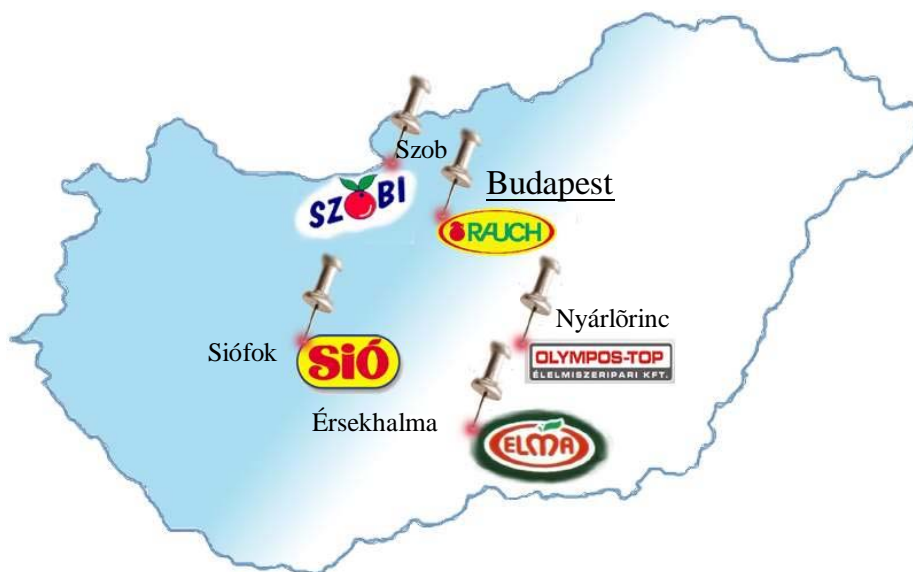 Szob
SZOBI
Budapest
RAUCH
Nyárlõrinc
Siófok
SIÓ
OLYMPOS-TOP
ÉLELMISZERIPARI KFT.
Érsekhalma
ELMA